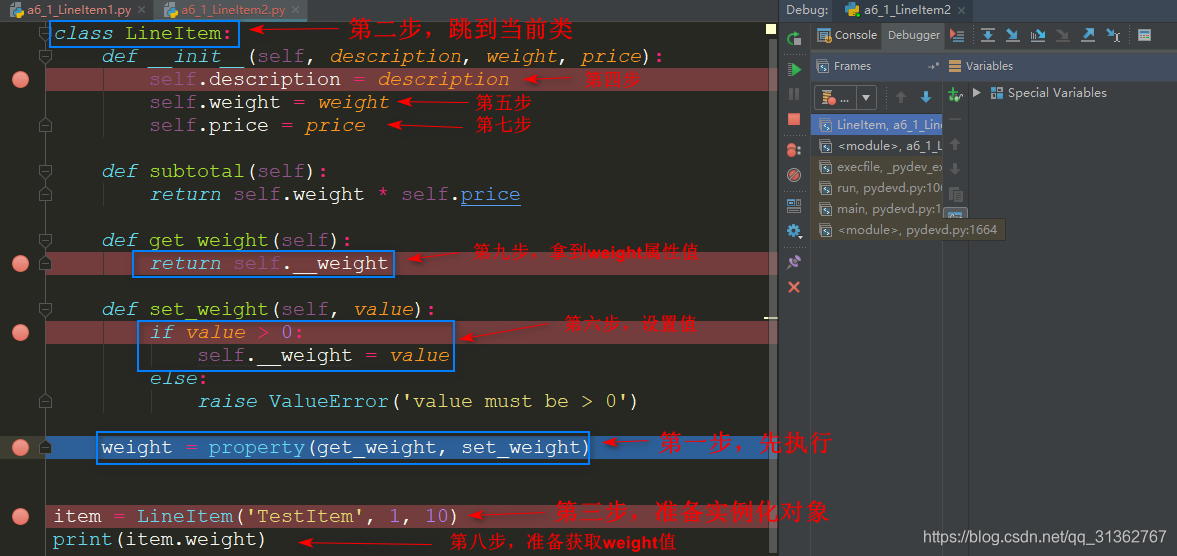 a6_1_LineItem1.py
a6_1_LineItem2.py
class LineItem:
第二步，跳到当前类
def __init__(self, description, weight, price):
self.description = description
第四步
self.weight = weight
第五步
self.price = price
第七步
def subtotal(self):
return self.weight * self.price
def get_weight(self):
return self.__weight
第九步，拿到weight属性值
def set_weight(self, value):
if value > 0:
第六步，设置值
self.__weight = value
else:
raise ValueError('value must be > 0')
weight = property(get_weight, set_weight)
第一步，先执行
item = LineItem('TestItem', 1, 10)
第三步，准备实例化对象
print(item.weight)
第八步，准备获取weight值
Debug:
a6_1_LineItem2
Console
Debugger
Frames
Variables
...
Special Variables
LineItem, a6_1_Line
<module>, a6_1_L
execfile, _pydev_ex
run, pydevd.py:10
main, pydevd.py:1
<module>, pydevd.py:1664
https://blog.csdn.net/qq_31362767